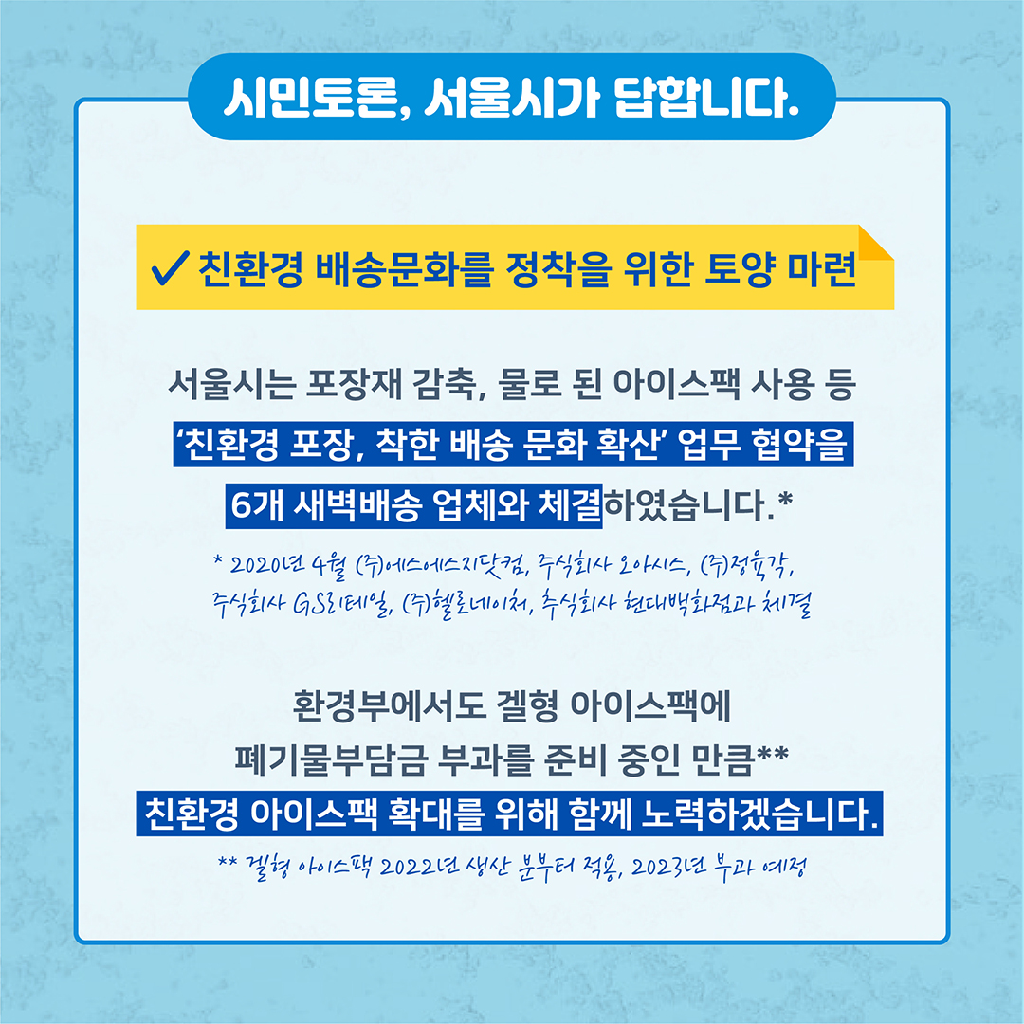 시민토론, 서울시가 답합니다.
✓ 친환경 배송문화를 정착을 위한 토양 마련
서울시는 포장재 감축, 물로 된 아이스팩 사용 등
‘친환경 포장, 착한 배송 문화 확산’ 업무 협약을
6개 새벽배송 업체와 체결하였습니다.*
* 2020년 4월 (주)에스에스지닷컴, 주식회사 오아시스, (주)정육각,
주식회사 GS리테일, (주)헬로네이처, 주식회사 현대백화점과 체결
환경부에서도 겔형 아이스팩에
폐기물부담금 부과를 준비 중인 만큼**
친환경 아이스팩 확대를 위해 함께 노력하겠습니다.
** 겔형 아이스팩 2022년 생산 분부터 적용, 2023년 부과 예정